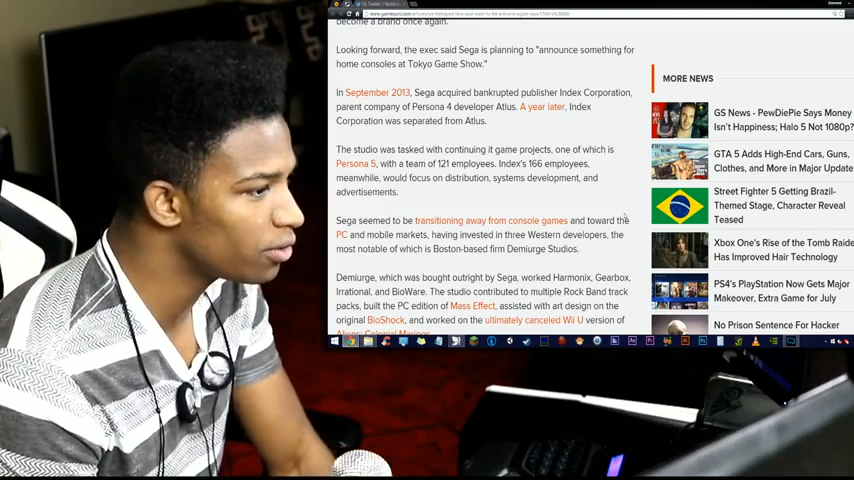 www.gamespot.com/articles/
become a brand once again.
Looking forward, the exec said Sega is planning to "announce something for
home consoles at Tokyo Game Show."
In September 2013, Sega acquired bankrupted publisher Index Corporation,
parent company of Persona 4 developer Atlus. A year later, Index
Corporation was separated from Atlus.
The studio was tasked with continuing it game projects, one of which is
Persona 5, with a team of 121 employees. Index's 166 employees,
meanwhile, would focus on distribution, systems development, and
advertisements.
Sega seemed to be transitioning away from console games and toward the
PC and mobile markets, having invested in three Western developers, the
most notable of which is Boston-based firm Demiurge Studios.
Demiurge, which was bought outright by Sega, worked Harmonix, Gearbox,
Irrational, and BioWare. The studio contributed to multiple Rock Band track
packs, built the PC edition of Mass Effect, assisted with art design on the
original BioShock, and worked on the ultimately canceled Wii U version of
Aliens: Colonial Marines
MORE NEWS
GS News - PewDiePie Says Money
Isn't Happiness; Halo 5 Not 1080p?
GTA 5 Adds High-End Cars, Guns,
Clothes, and More in Major Update
Street Fighter 5 Getting Brazil-
Themed Stage, Character Reveal
Teased
Xbox One's Rise of the Tomb Raide
Has Improved Hair Technology
PS4's PlayStation Now Gets Major
Makeover, Extra Game for July
No Prison Sentence For Hacker